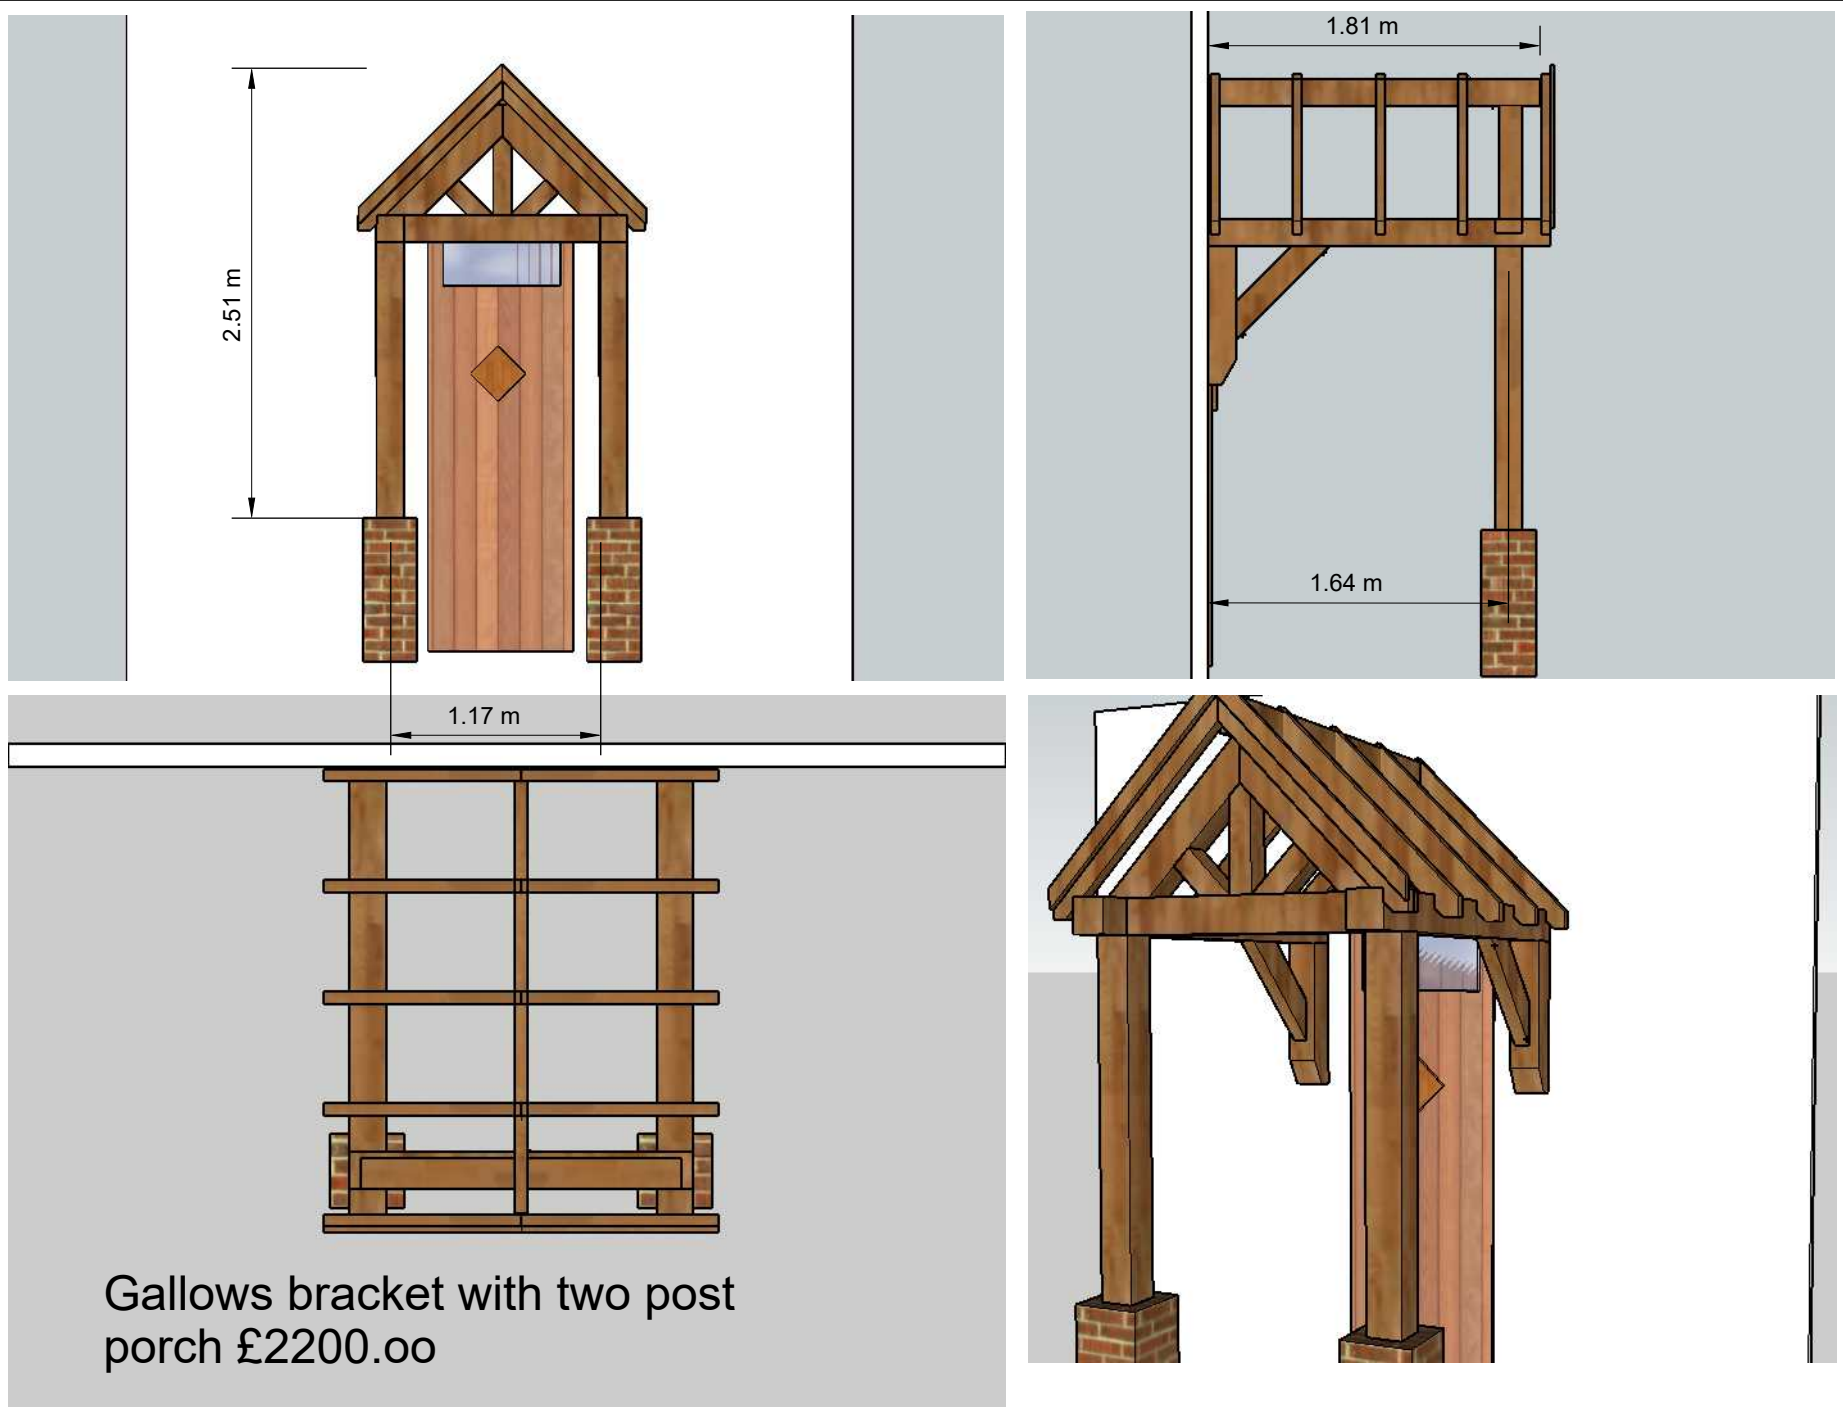 1.81 m
2.51 m
1.64 m
1.17 m
Gallows bracket with two post
porch £2200.oo